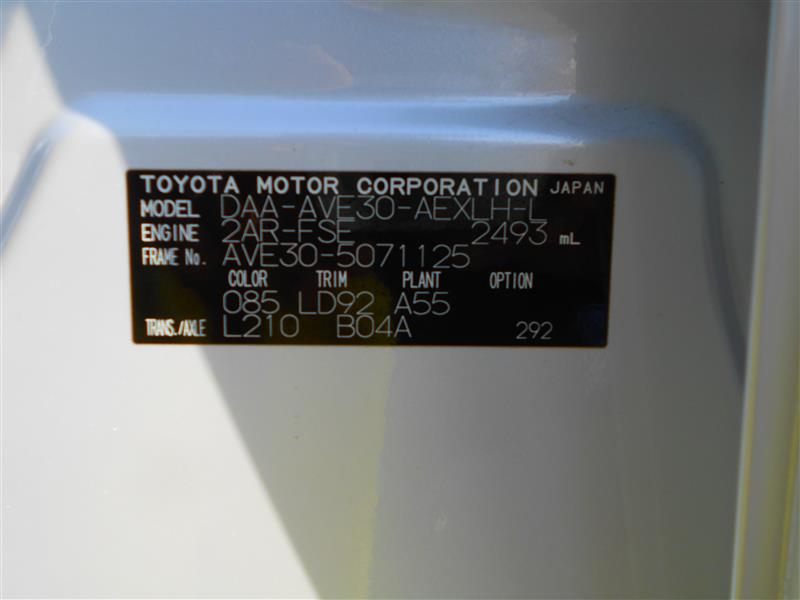 TOYOTA MOTOR CORPORATION JAPAN
MODEL DAA-AVE30-AEXLH-L
ENGINE 2AR-FSE 2493 mL
FRAME No. AVE30-5071125
COLOR TRIM PLANT OPTION
085 LD92 A55
TRANS./AXLE L210 B04A 292